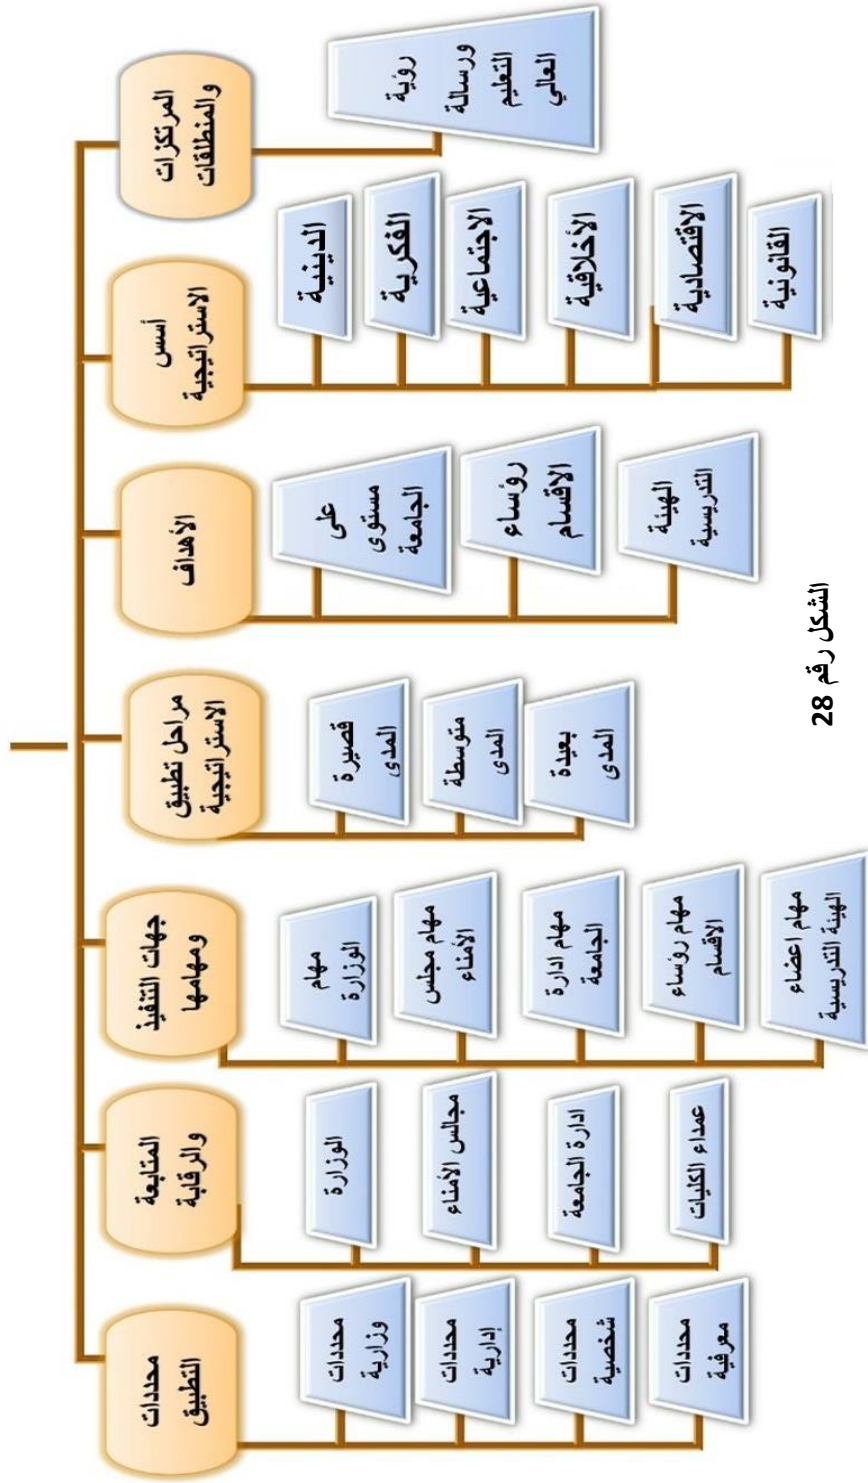 المرتكزات
والمنطلقات
رؤية
ورسالة
التعليم
العالي
أسس
الاستراتيجية
الدينية
الفكرية
الاجتماعية
الأخلاقية
الاقتصادية
القانونية
الأهداف
على
مستوى
الجامعة
رؤساء
الاقسام
الهيئة
التدريسية
مراحل تطبيق
الاستراتيجية
قصيرة
المدى
متوسطة
المدى
بعيدة
المدى
جهات التنفيذ
ومهامها
مهام
الوزارة
مهام مجلس
الأمناء
مهام ادارة
الجامعة
مهام رؤساء
الاقسام
مهام اعضاء
الهيئة التدريسية
المتابعة
والرقابة
الوزارة
مجالس الأمناء
ادارة الجامعة
عمداء الكليات
محددات
التطبيق
محددات
وزارية
محددات
إدارية
محددات
شخصية
محددات
معرفية
الشكل رقم 28